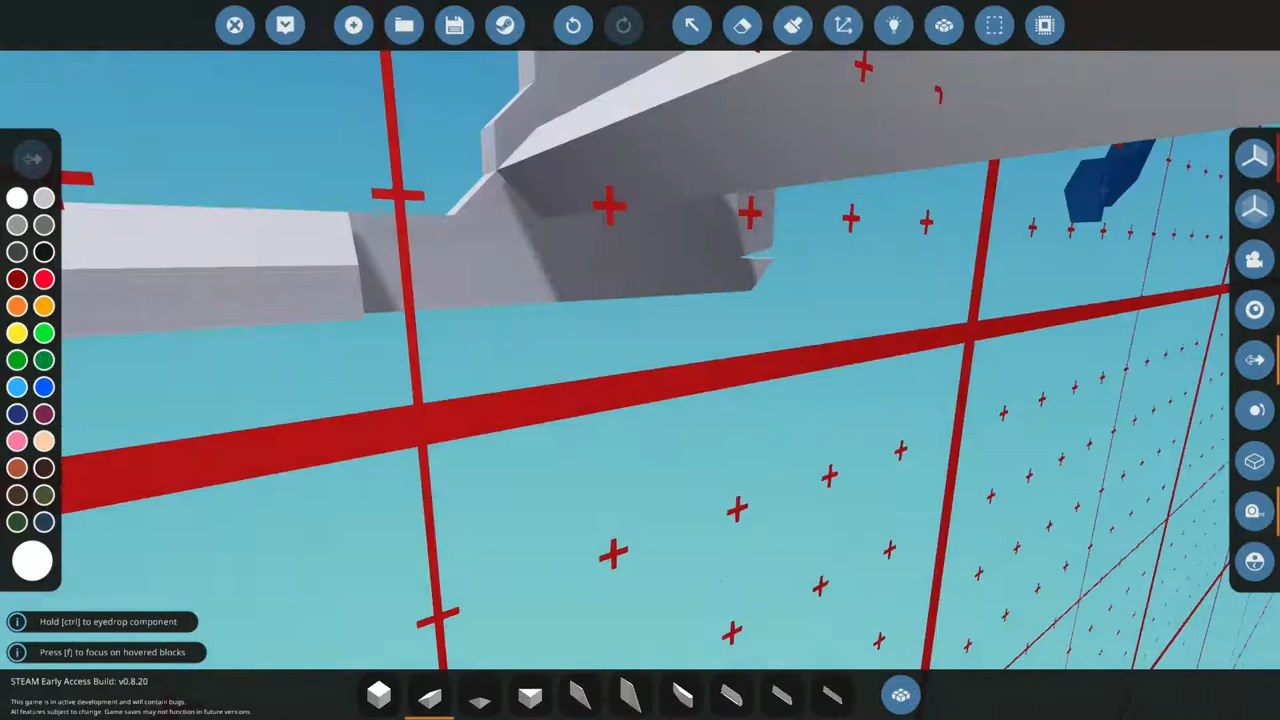 Hold [ctrl] to eyedrop component
Press [f] to focus on hovered blocks
STEAM Early Access Build: v0.8.20
This game is in active development and will contain bugs.
All features subject to change. Game saves may not function in future versions.